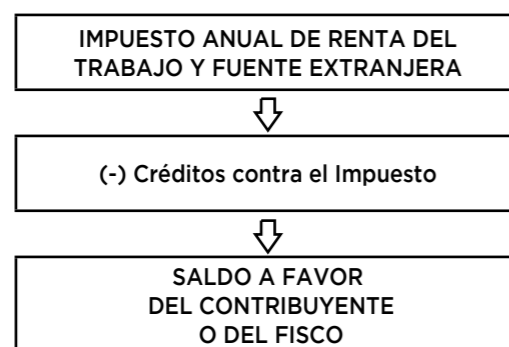 IMPUESTO ANUAL DE RENTA DEL
TRABAJO Y FUENTE EXTRANJERA
(-) Créditos contra el Impuesto
SALDO A FAVOR
DEL CONTRIBUYENTE
O DEL FISCO